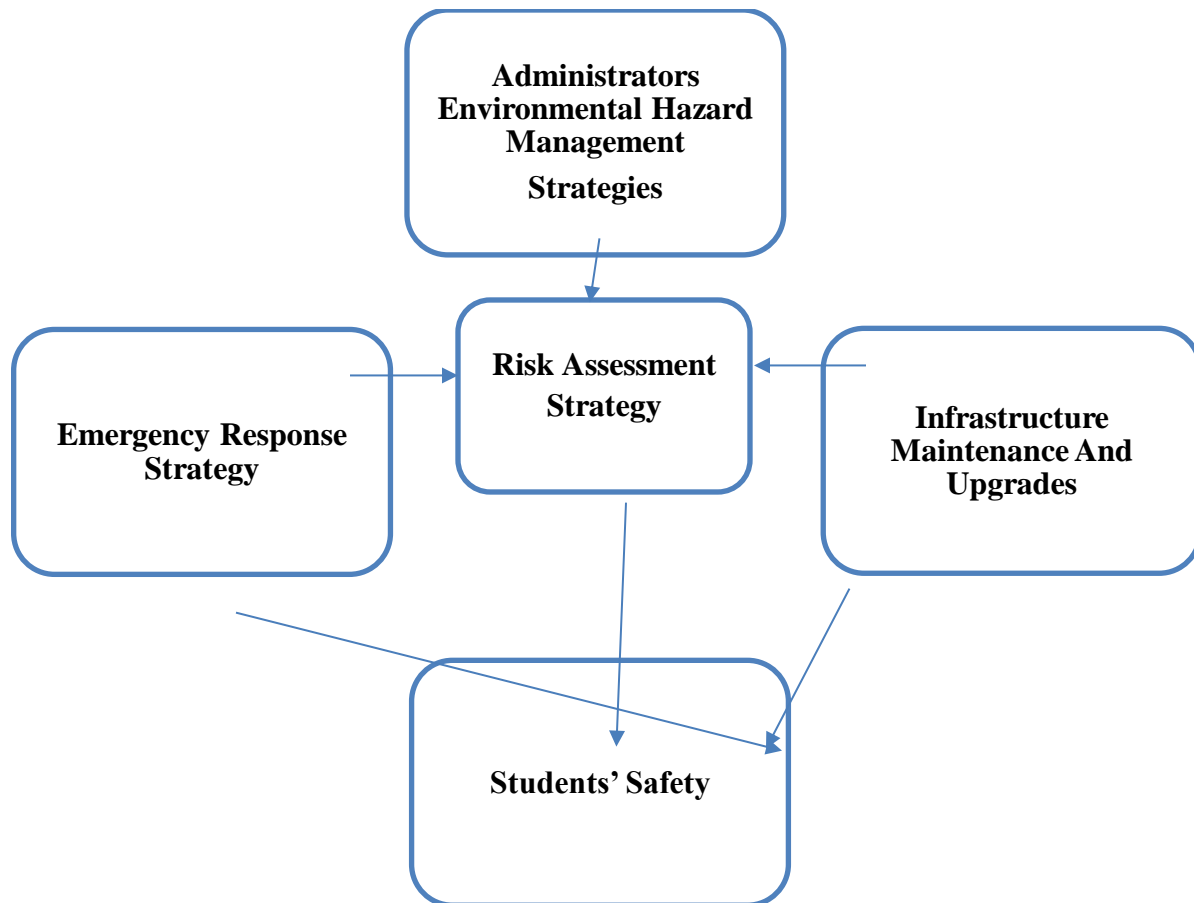 Administrators
Environmental Hazard
Management
Strategies
Risk Assessment
Strategy
Emergency Response
Strategy
Infrastructure
Maintenance And
Upgrades
Students’ Safety